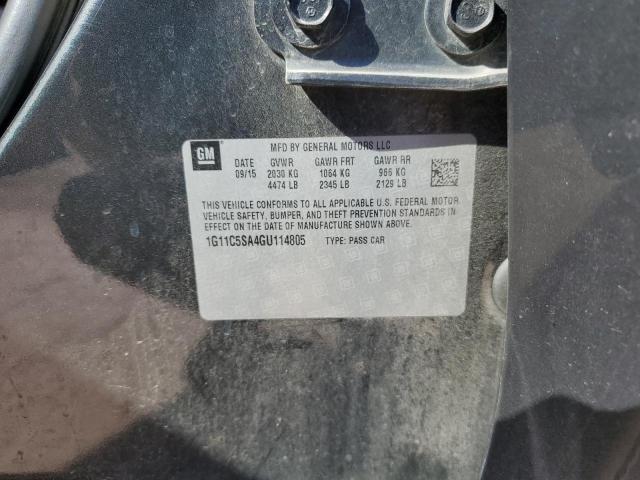 GM
MFD BY GENERAL MOTORS LLC
DATE GVWR GAWR FRT GAWR RR
09/15 2030 KG 1064 KG 966 KG
4474 LB 2345 LB 2129 LB
THIS VEHICLE CONFORMS TO ALL APPLICABLE U.S. FEDERAL MOTOR
VEHICLE SAFETY, BUMPER, AND THEFT PREVENTION STANDARDS IN
EFFECT ON THE DATE OF MANUFACTURE SHOWN ABOVE.
1G11C5SA4GU114805 TYPE: PASS CAR